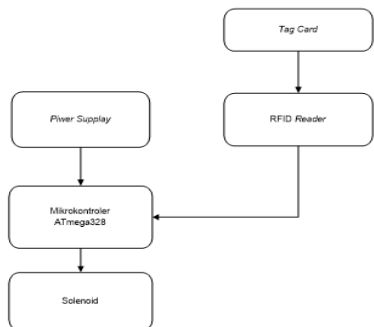 Tag Card
Piwer Supplay
RFID Reader
Mikrokontroler
ATmega328
Solenoid